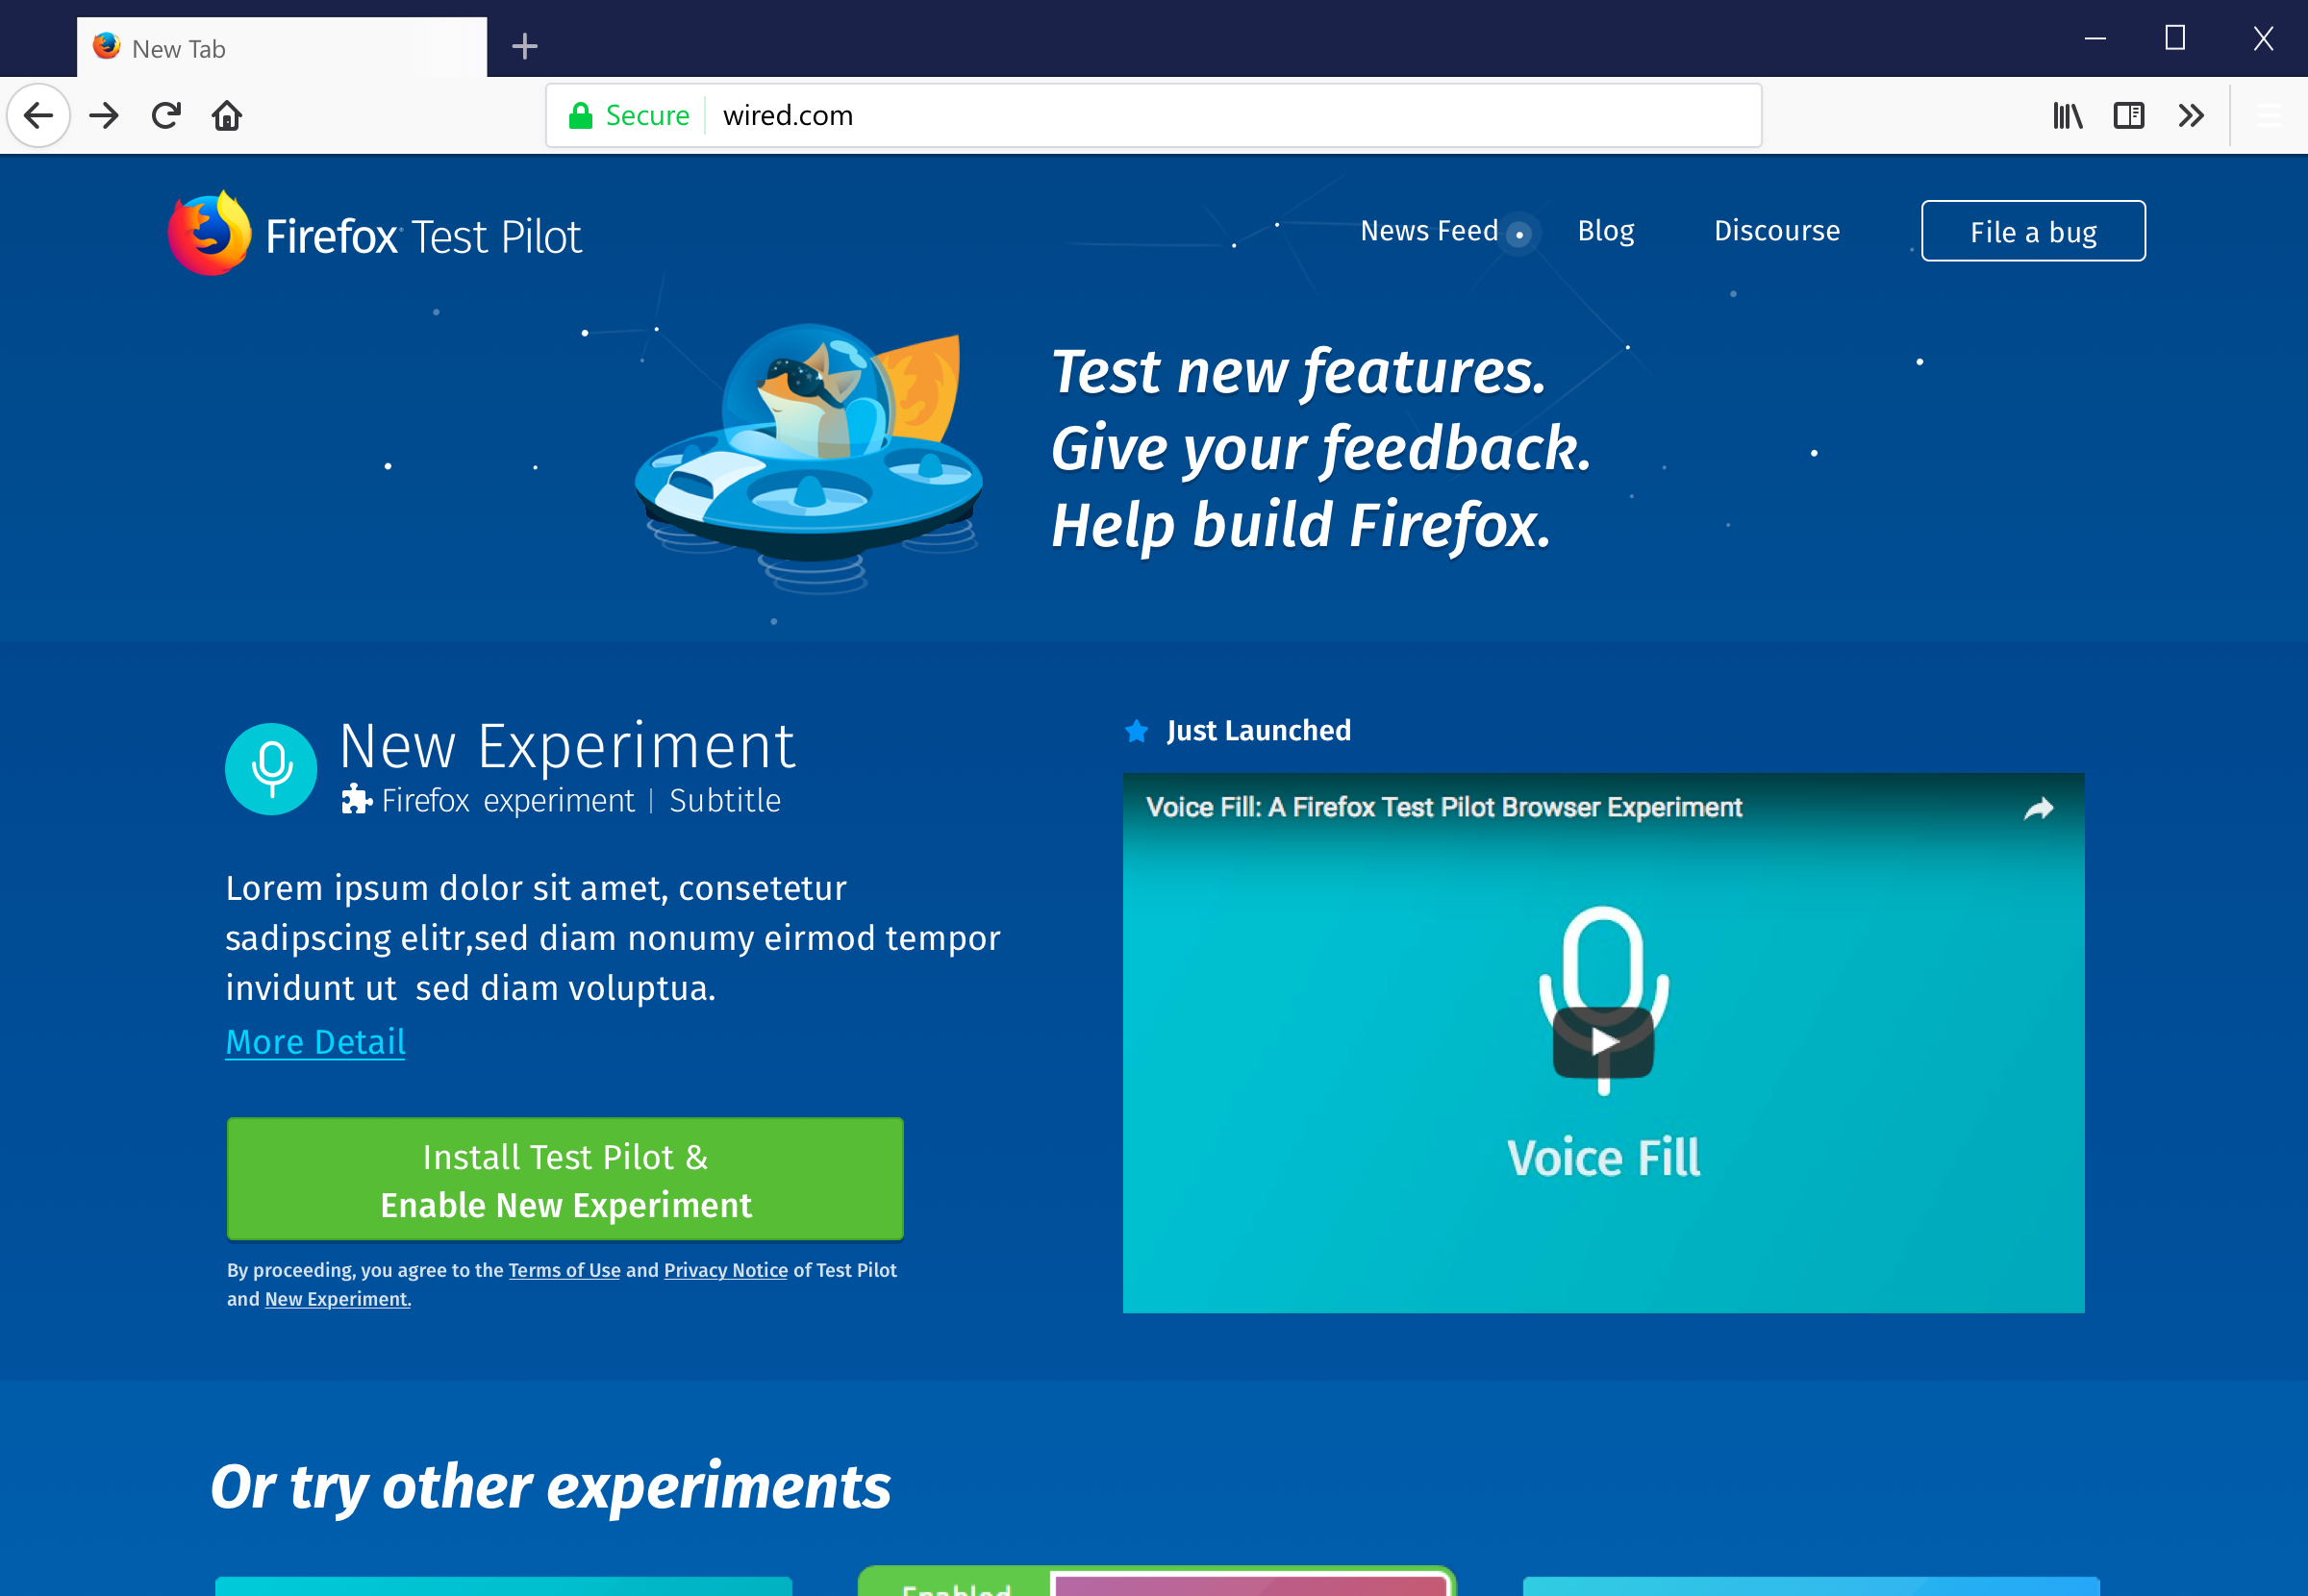 New Tab
Secure wired.com
Firefox Test Pilot
News Feed Blog Discourse File a bug
Test new features.
Give your feedback.
Help build Firefox.
New Experiment
Firefox experiment | Subtitle
Lorem ipsum dolor sit amet, consetetur
sadipscing elitr,sed diam nonumy eirmod tempor
invidunt ut sed diam voluptua.
More Detail
Install Test Pilot &
Enable New Experiment
By proceeding, you agree to the Terms of Use and Privacy Notice of Test Pilot
and New Experiment.
Just Launched
Voice Fill: A Firefox Test Pilot Browser Experiment
Voice Fill
Or try other experiments
Enabled